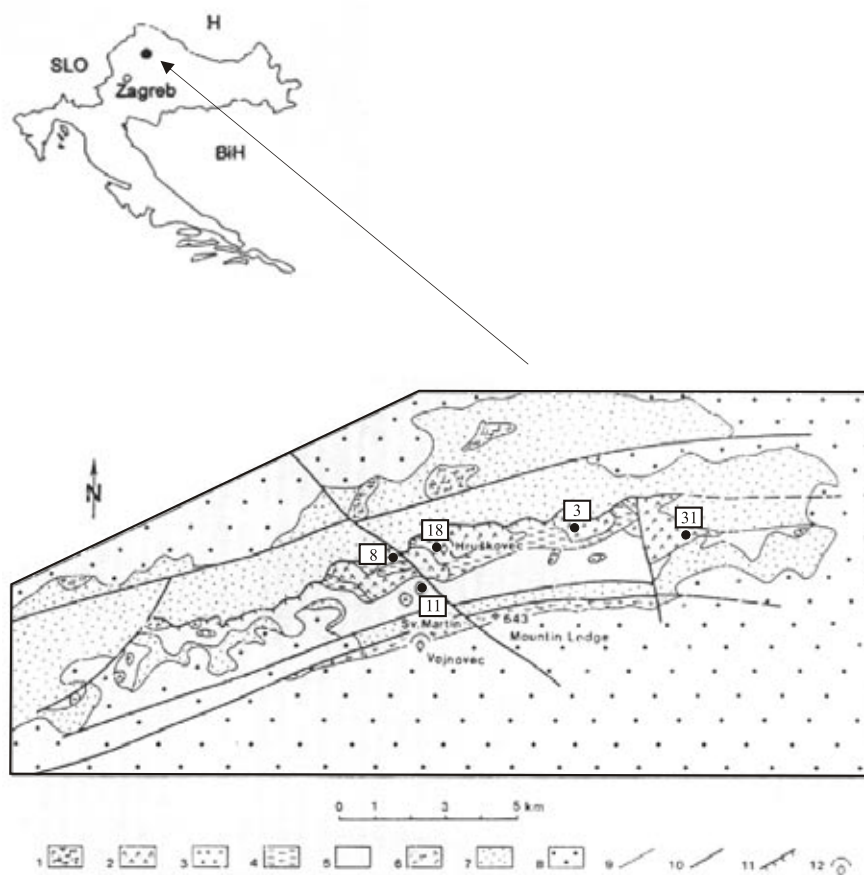 H
SLO
Zagreb
BiH
N
3
18
31
8
Hruškovec
11
643
Sv. Martin
Mountin Lodge
Vojnovec
0 1 3 5 km
1 2 3 4 5 6 7 8 9 10 11 12